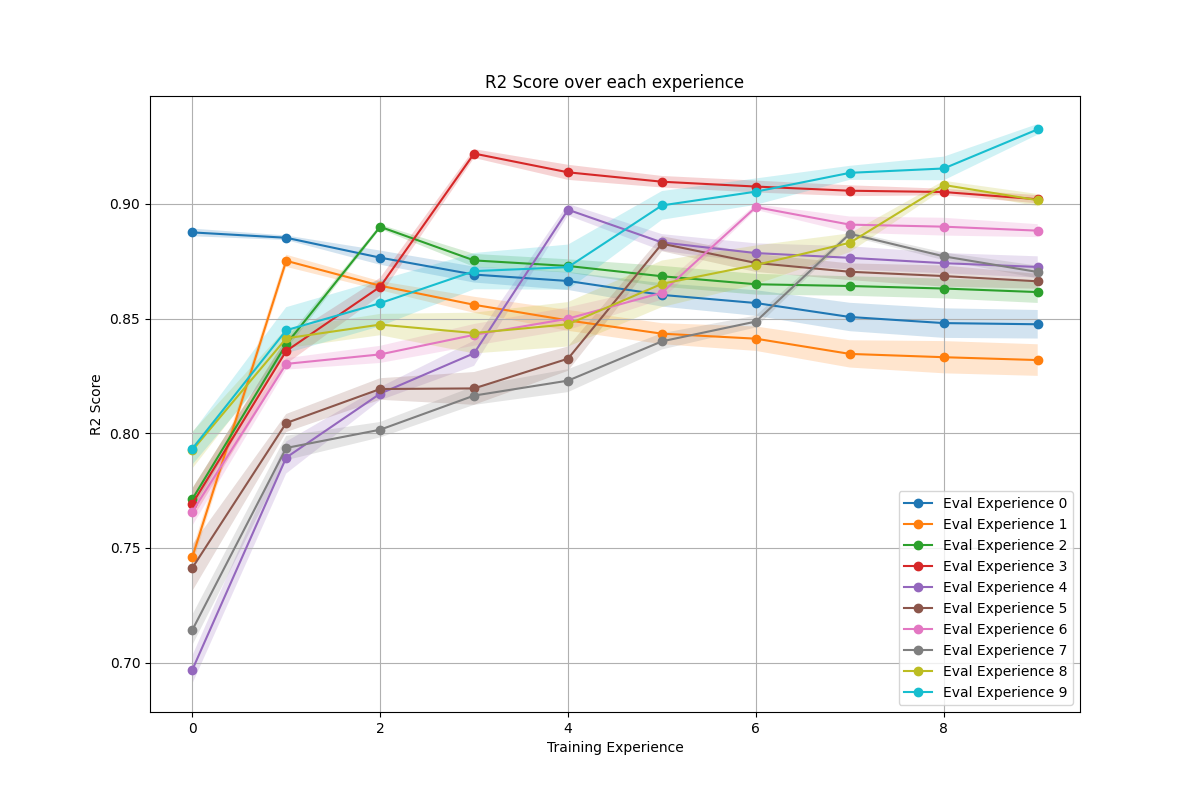 R2 Score over each experience
R2 Score
0.90
0.85
0.80
0.75
0.70
0 2 4 6 8
Training Experience
Eval Experience 0
Eval Experience 1
Eval Experience 2
Eval Experience 3
Eval Experience 4
Eval Experience 5
Eval Experience 6
Eval Experience 7
Eval Experience 8
Eval Experience 9